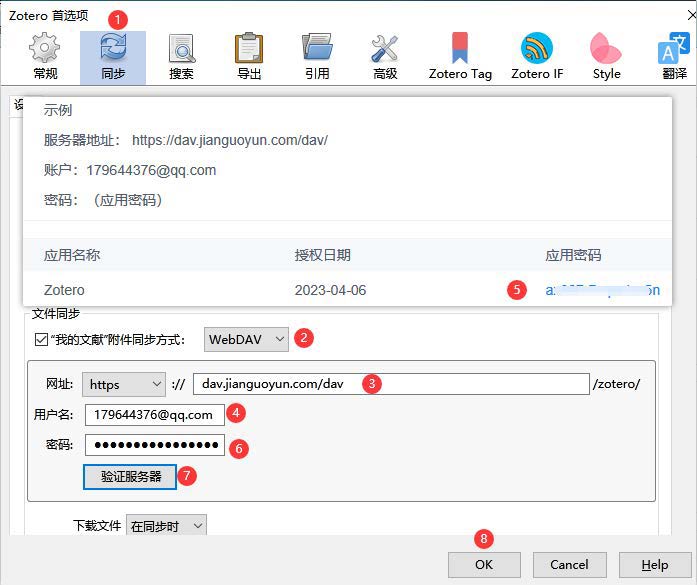 Zotero 首选项
1
常规 同步 搜索 导出 引用 高级 Zotero Tag Zotero IF Style 翻译
示例
服务器地址： https://dav.jianguoyun.com/dav/
账户：179644376@qq.com
密码：（应用密码）
应用名称 授权日期 应用密码
Zotero 2023-04-06 5
文件同步
“我的文献”附件同步方式： WebDAV 2
网址： https :// dav.jianguoyun.com/dav 3 /zotero/
用户名： 179644376@qq.com 4
密码： ●●●●●●●●●●●●●●●● 6
验证服务器 7
下载文件 在同步时
8
OK Cancel Help